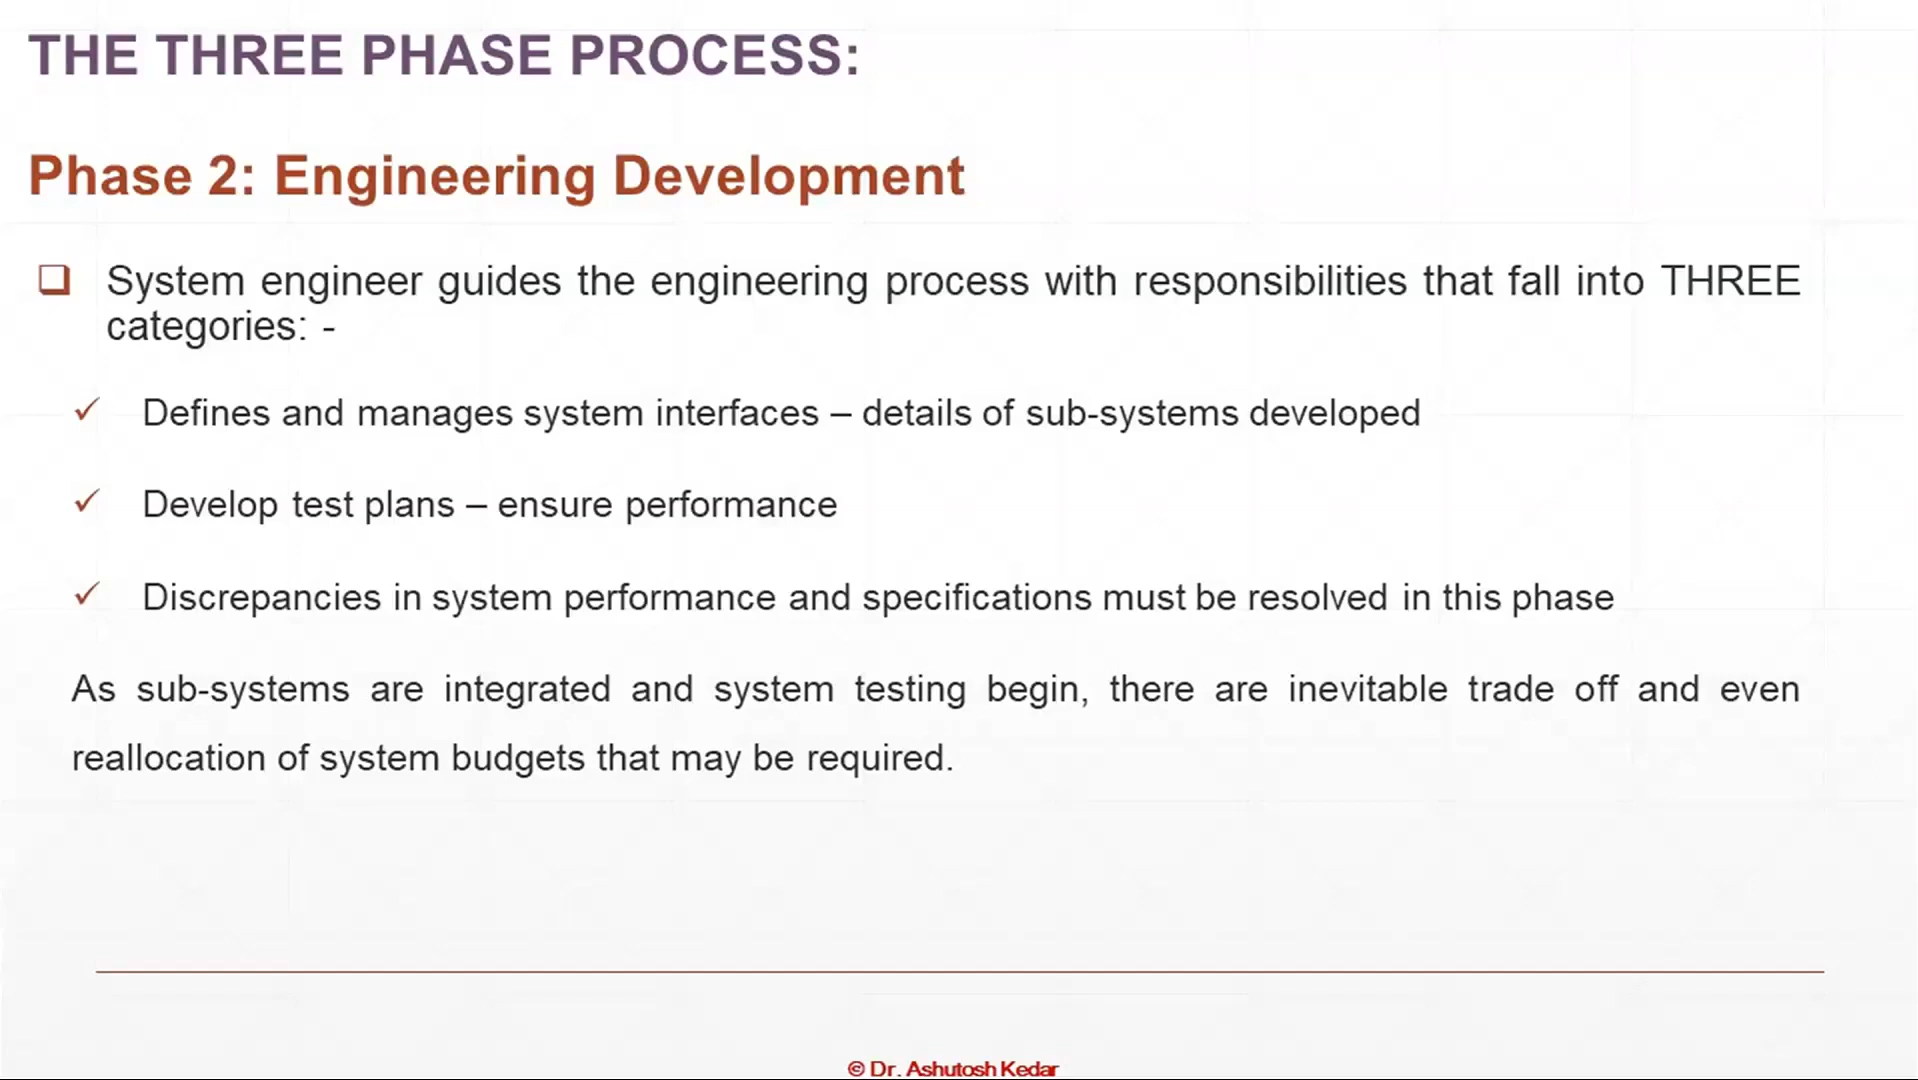 THE THREE PHASE PROCESS:
Phase 2: Engineering Development
System engineer guides the engineering process with responsibilities that fall into THREE
categories: -
Defines and manages system interfaces – details of sub-systems developed
Develop test plans – ensure performance
Discrepancies in system performance and specifications must be resolved in this phase
As sub-systems are integrated and system testing begin, there are inevitable trade off and even
reallocation of system budgets that may be required.
© Dr. Ashutosh Kedar